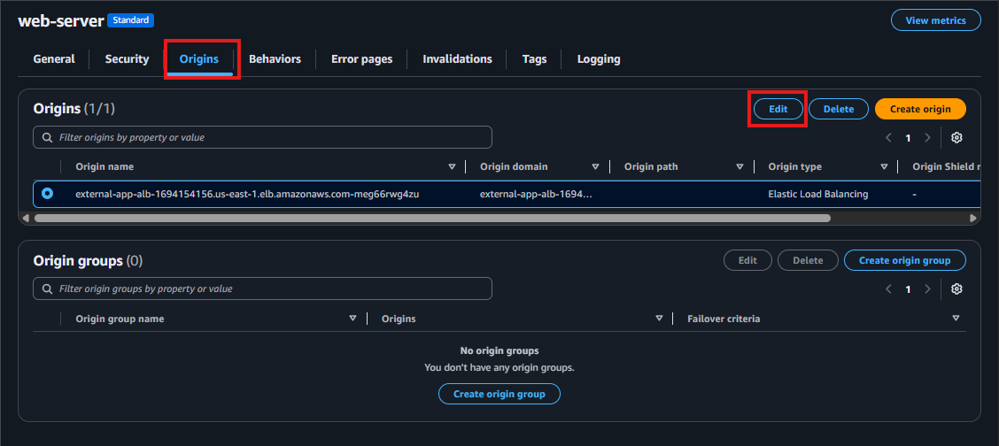 web-server Standard View metrics
General Security Origins Behaviors Error pages Invalidations Tags Logging
Origins (1/1) Edit Delete Create origin
Filter origins by property or value 1
Origin name Origin domain Origin path Origin type Origin Shield r
external-app-alb-1694154156.us-east-1.elb.amazonaws.com-meg66rwg4zu external-app-alb-1694... Elastic Load Balancing -
Origin groups (0) Edit Delete Create origin group
Filter origin groups by property or value 1
Origin group name Origins Failover criteria
No origin groups
You don't have any origin groups.
Create origin group